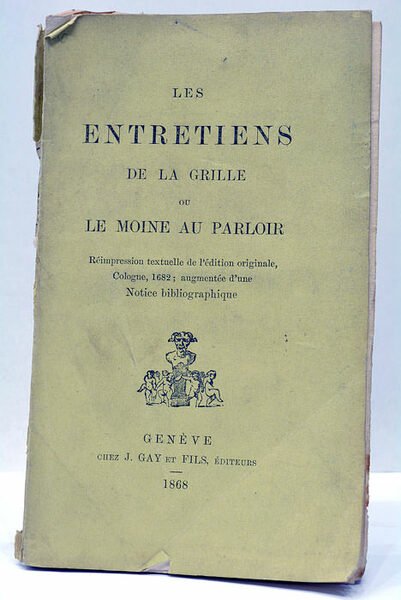 LES
ENTRETIENS
DE LA GRILLE
OU
LE MOINE AU PARLOIR
Réimpression textuelle de l'édition originale,
Cologne, 1682; augmentée d'une
Notice bibliographique
GENÈVE
CHEZ J. GAY ET FILS, ÉDITEURS
1868